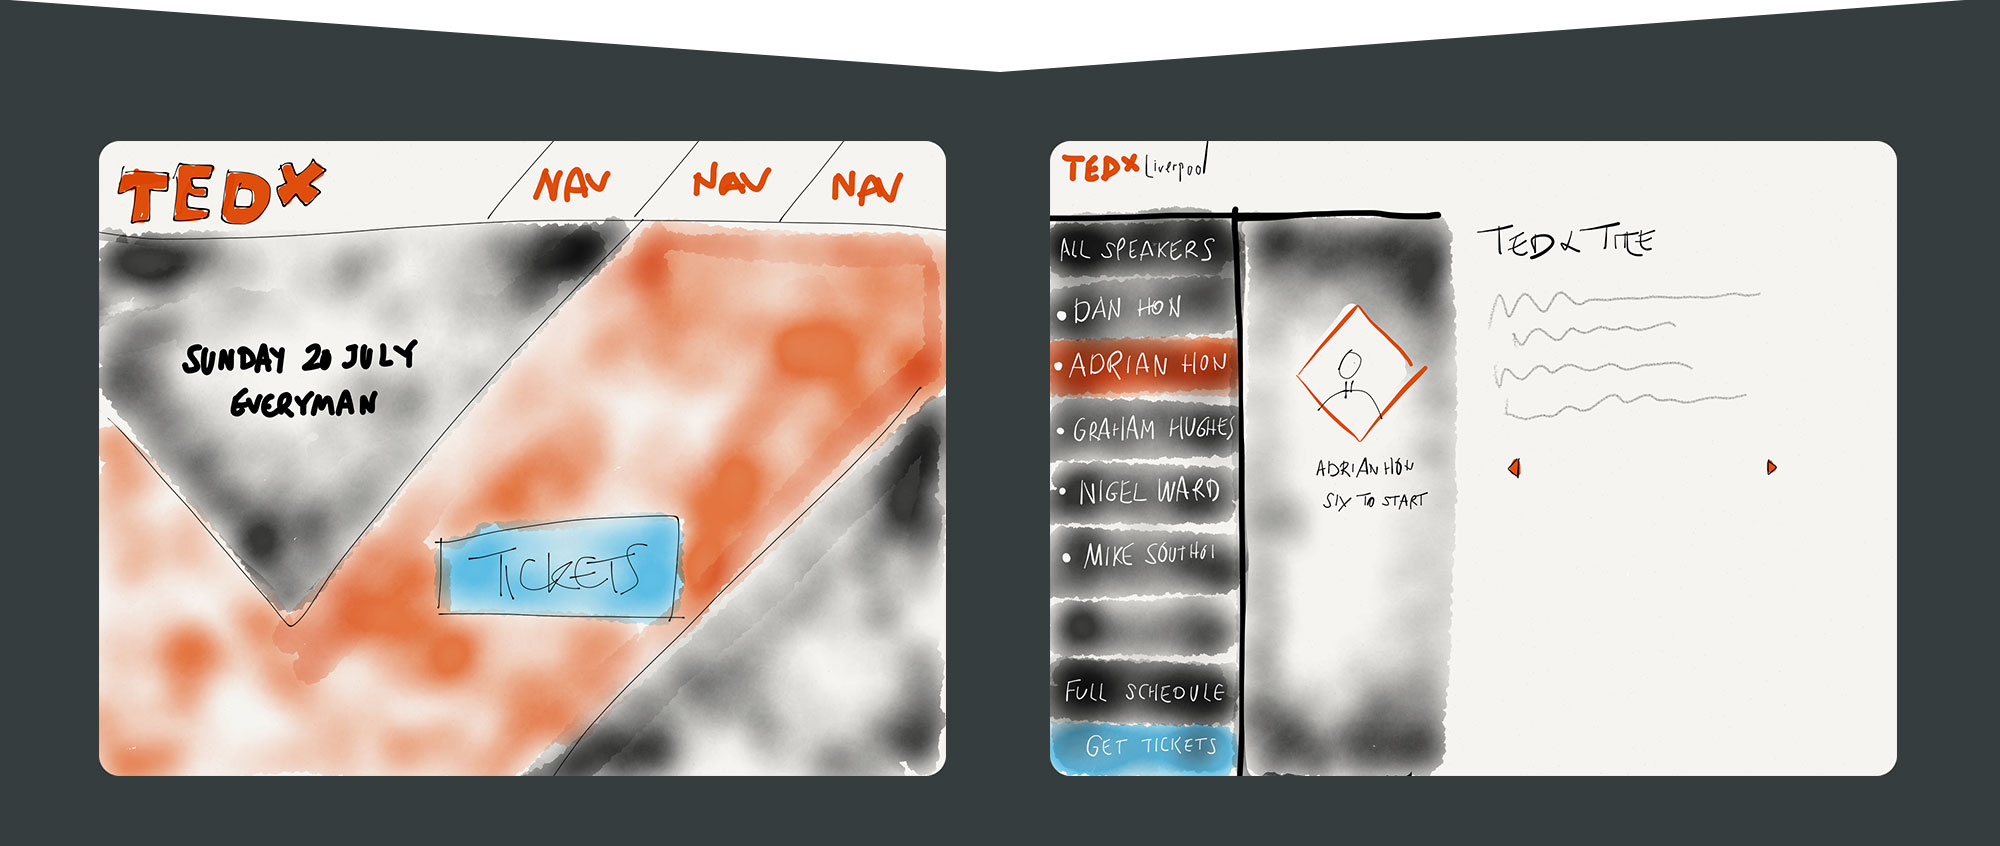 TEDX
NAV NAV NAV
SUNDAY 20 JULY
EVERYMAN
TICKETS
TEDX Liverpool
ALL SPEAKERS
DAN HON
ADRIAN HON
GRAHAM HUGHES
NIGEL WARD
MIKE
FULL SCHEDULE
GET TICKETS
ADRIAN HON
SIX TO START
TEDX TITLE